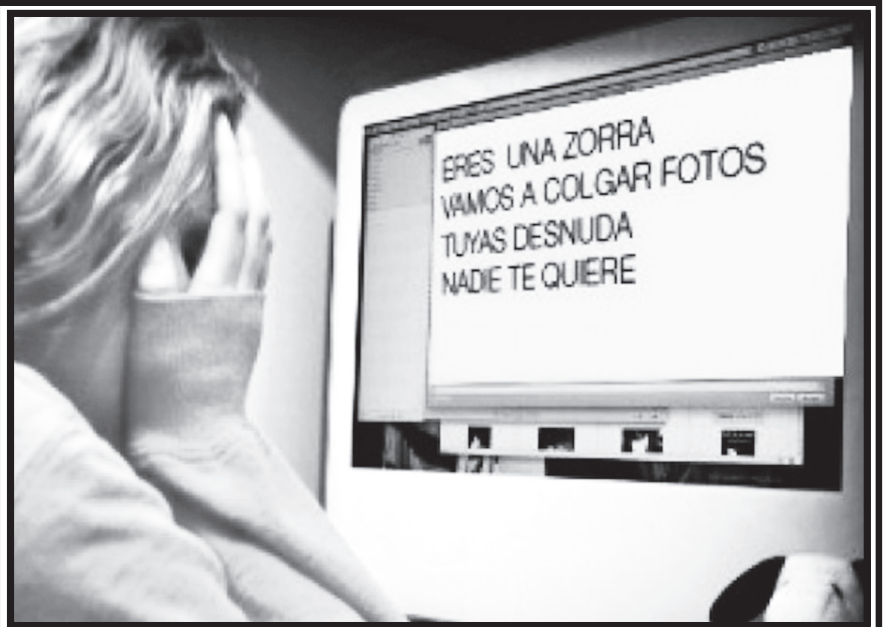 ERES UNA ZORRA
VAMOS A COLGAR FOTOS
TUYAS DESNUDA
NADIE TE QUIERE